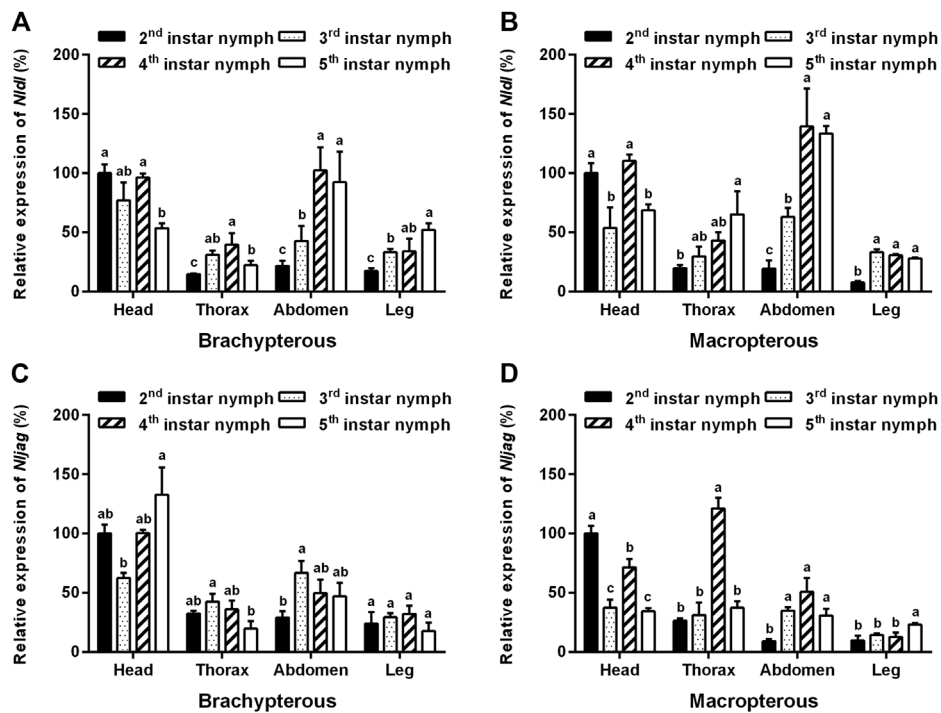 A
Relative expression of Nldl (%)
2nd instar nymph 3rd instar nymph
4th instar nymph 5th instar nymph
200
150
100
50
0
a ab a b
c ab a b
c b a a
c b ab a
Head Thorax Abdomen Leg
Brachypterous
B
Relative expression of Nldl (%)
2nd instar nymph 3rd instar nymph
4th instar nymph 5th instar nymph
200
150
100
50
0
a b a b
b ab ab a
c b a a
b a a a
Head Thorax Abdomen Leg
Macropterous
C
Relative expression of Nljag (%)
2nd instar nymph 3rd instar nymph
4th instar nymph 5th instar nymph
200
150
100
50
0
ab b ab a
ab a ab b
b a ab ab
a a a a
Head Thorax Abdomen Leg
Brachypterous
D
Relative expression of Nljag (%)
2nd instar nymph 3rd instar nymph
4th instar nymph 5th instar nymph
200
150
100
50
0
a c b c
b b a b
b a a a
b b b a
Head Thorax Abdomen Leg
Macropterous